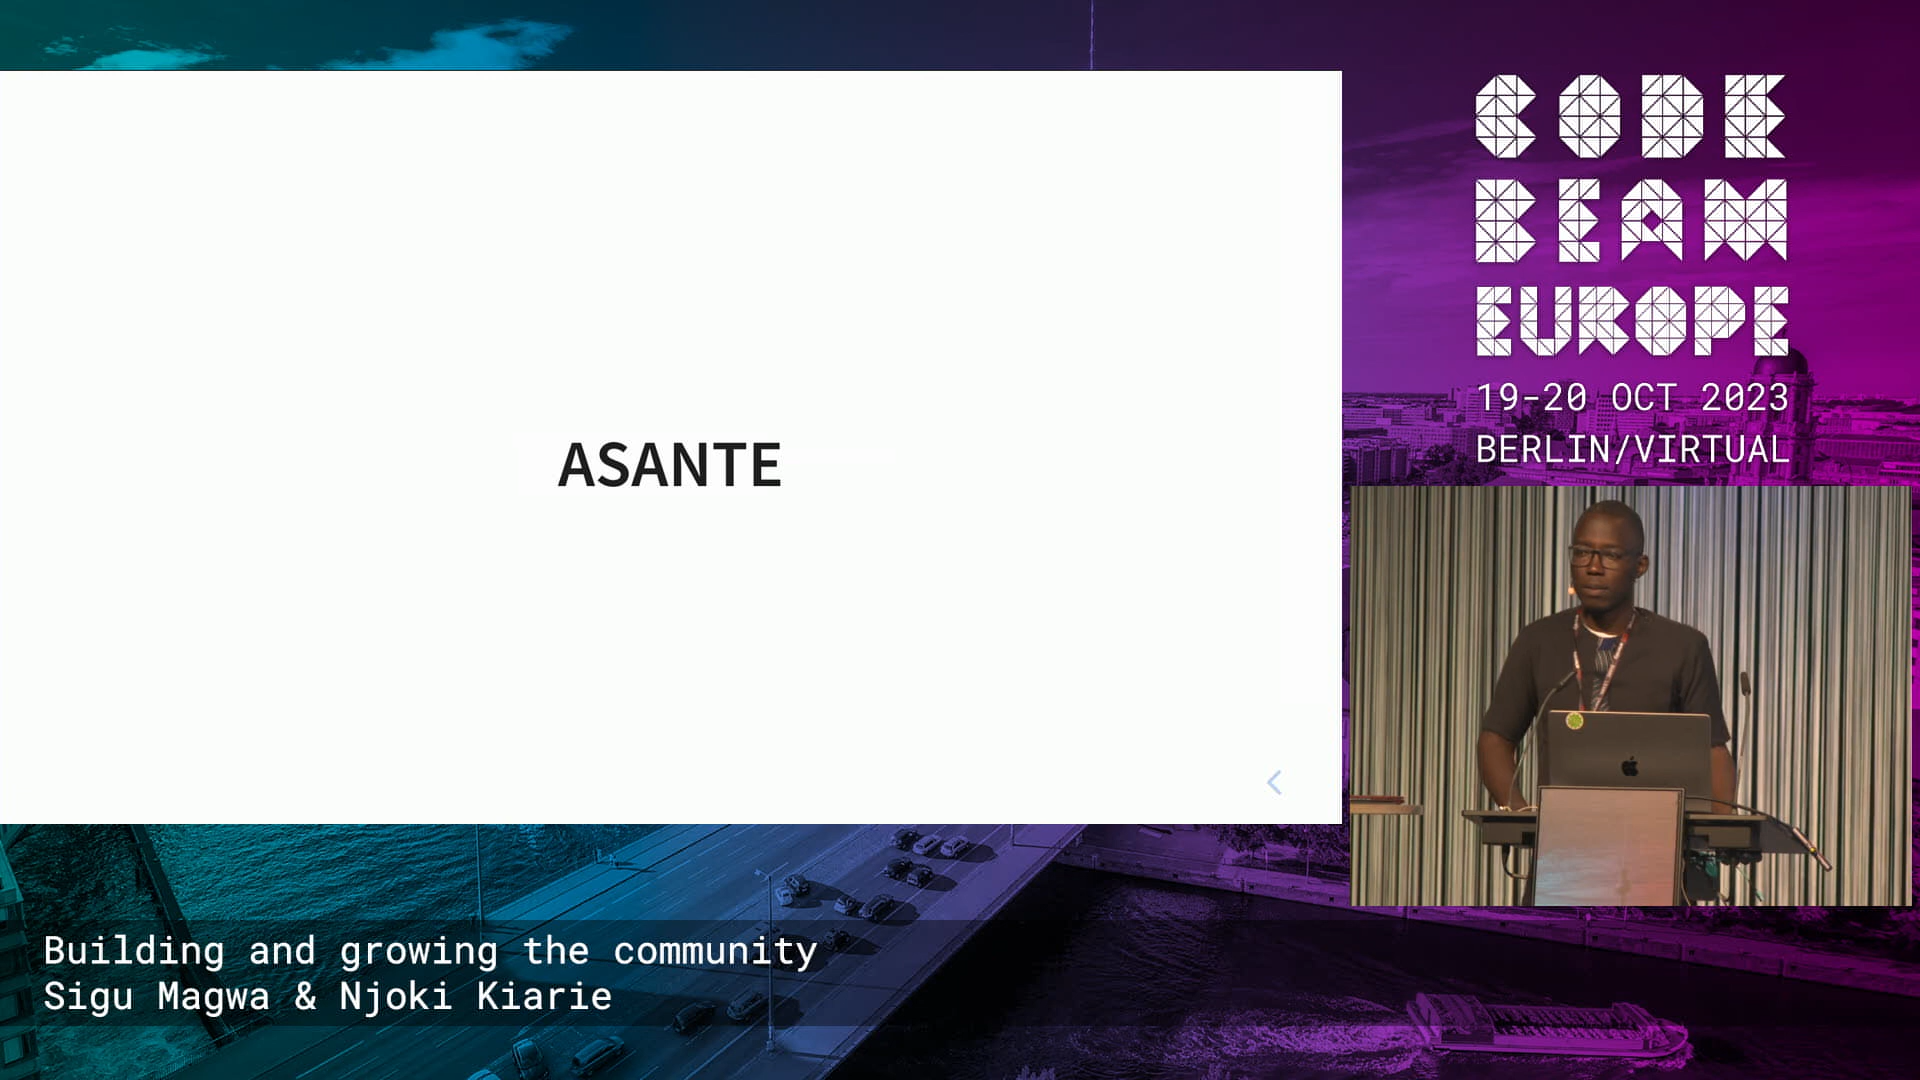 ASANTE
CODE
BEAM
EUROPE
19-20 OCT 2023
BERLIN/VIRTUAL
Building and growing the community
Sigu Magwa & Njoki Kiarie